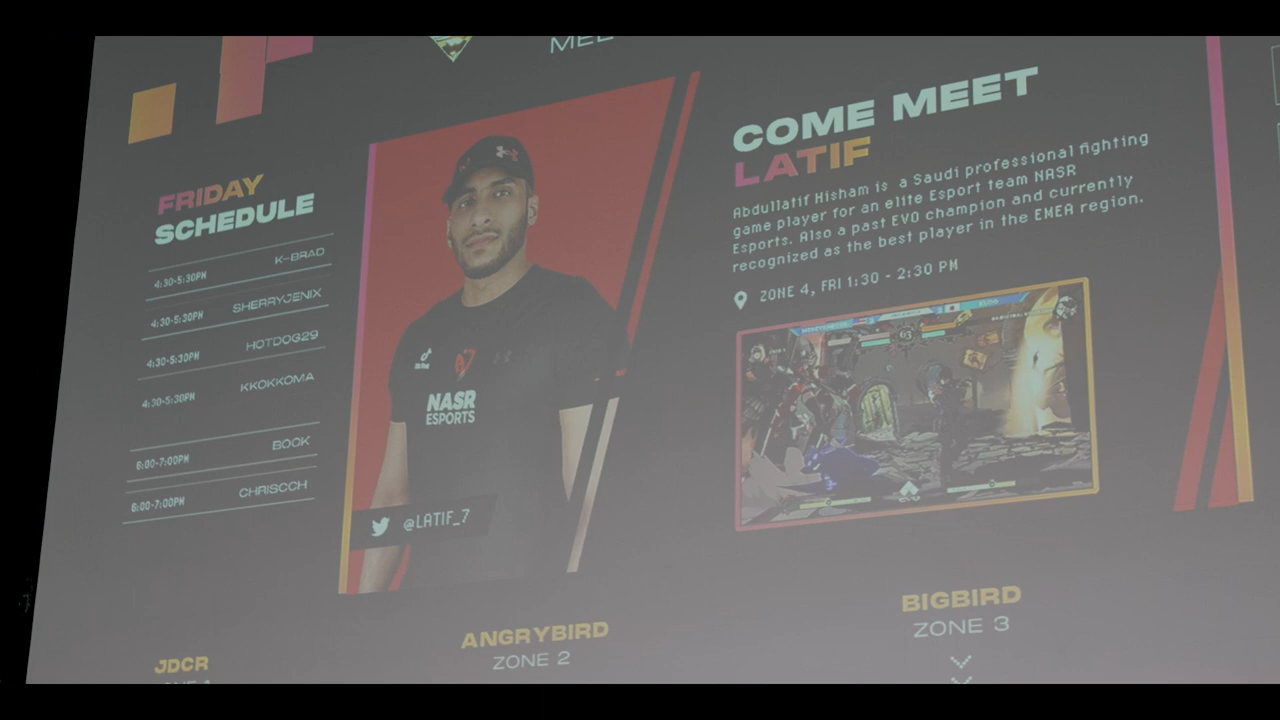 MEE
FRIDAY
SCHEDULE
4:30-5:30PM K-BRAD
4:30-5:30PM SHERRYJENIX
4:30-5:30PM HOTDOG29
4:30-5:30PM KKOKKOMA
6:00-7:00PM BOOK
6:00-7:00PM CHRISCCH
NASR
ESPORTS
@LATIF_7
COME MEET
LATIF
Abdullatif Hisham is a Saudi professional fighting
game player for an elite Esport team NASR
Esports. Also a past EVO champion and currently
recognized as the best player in the EMEA region.
ZONE 4, FRI 1:30 - 2:30 PM
EVO
JDCR
ANGRYBIRD
ZONE 2
BIGBIRD
ZONE 3